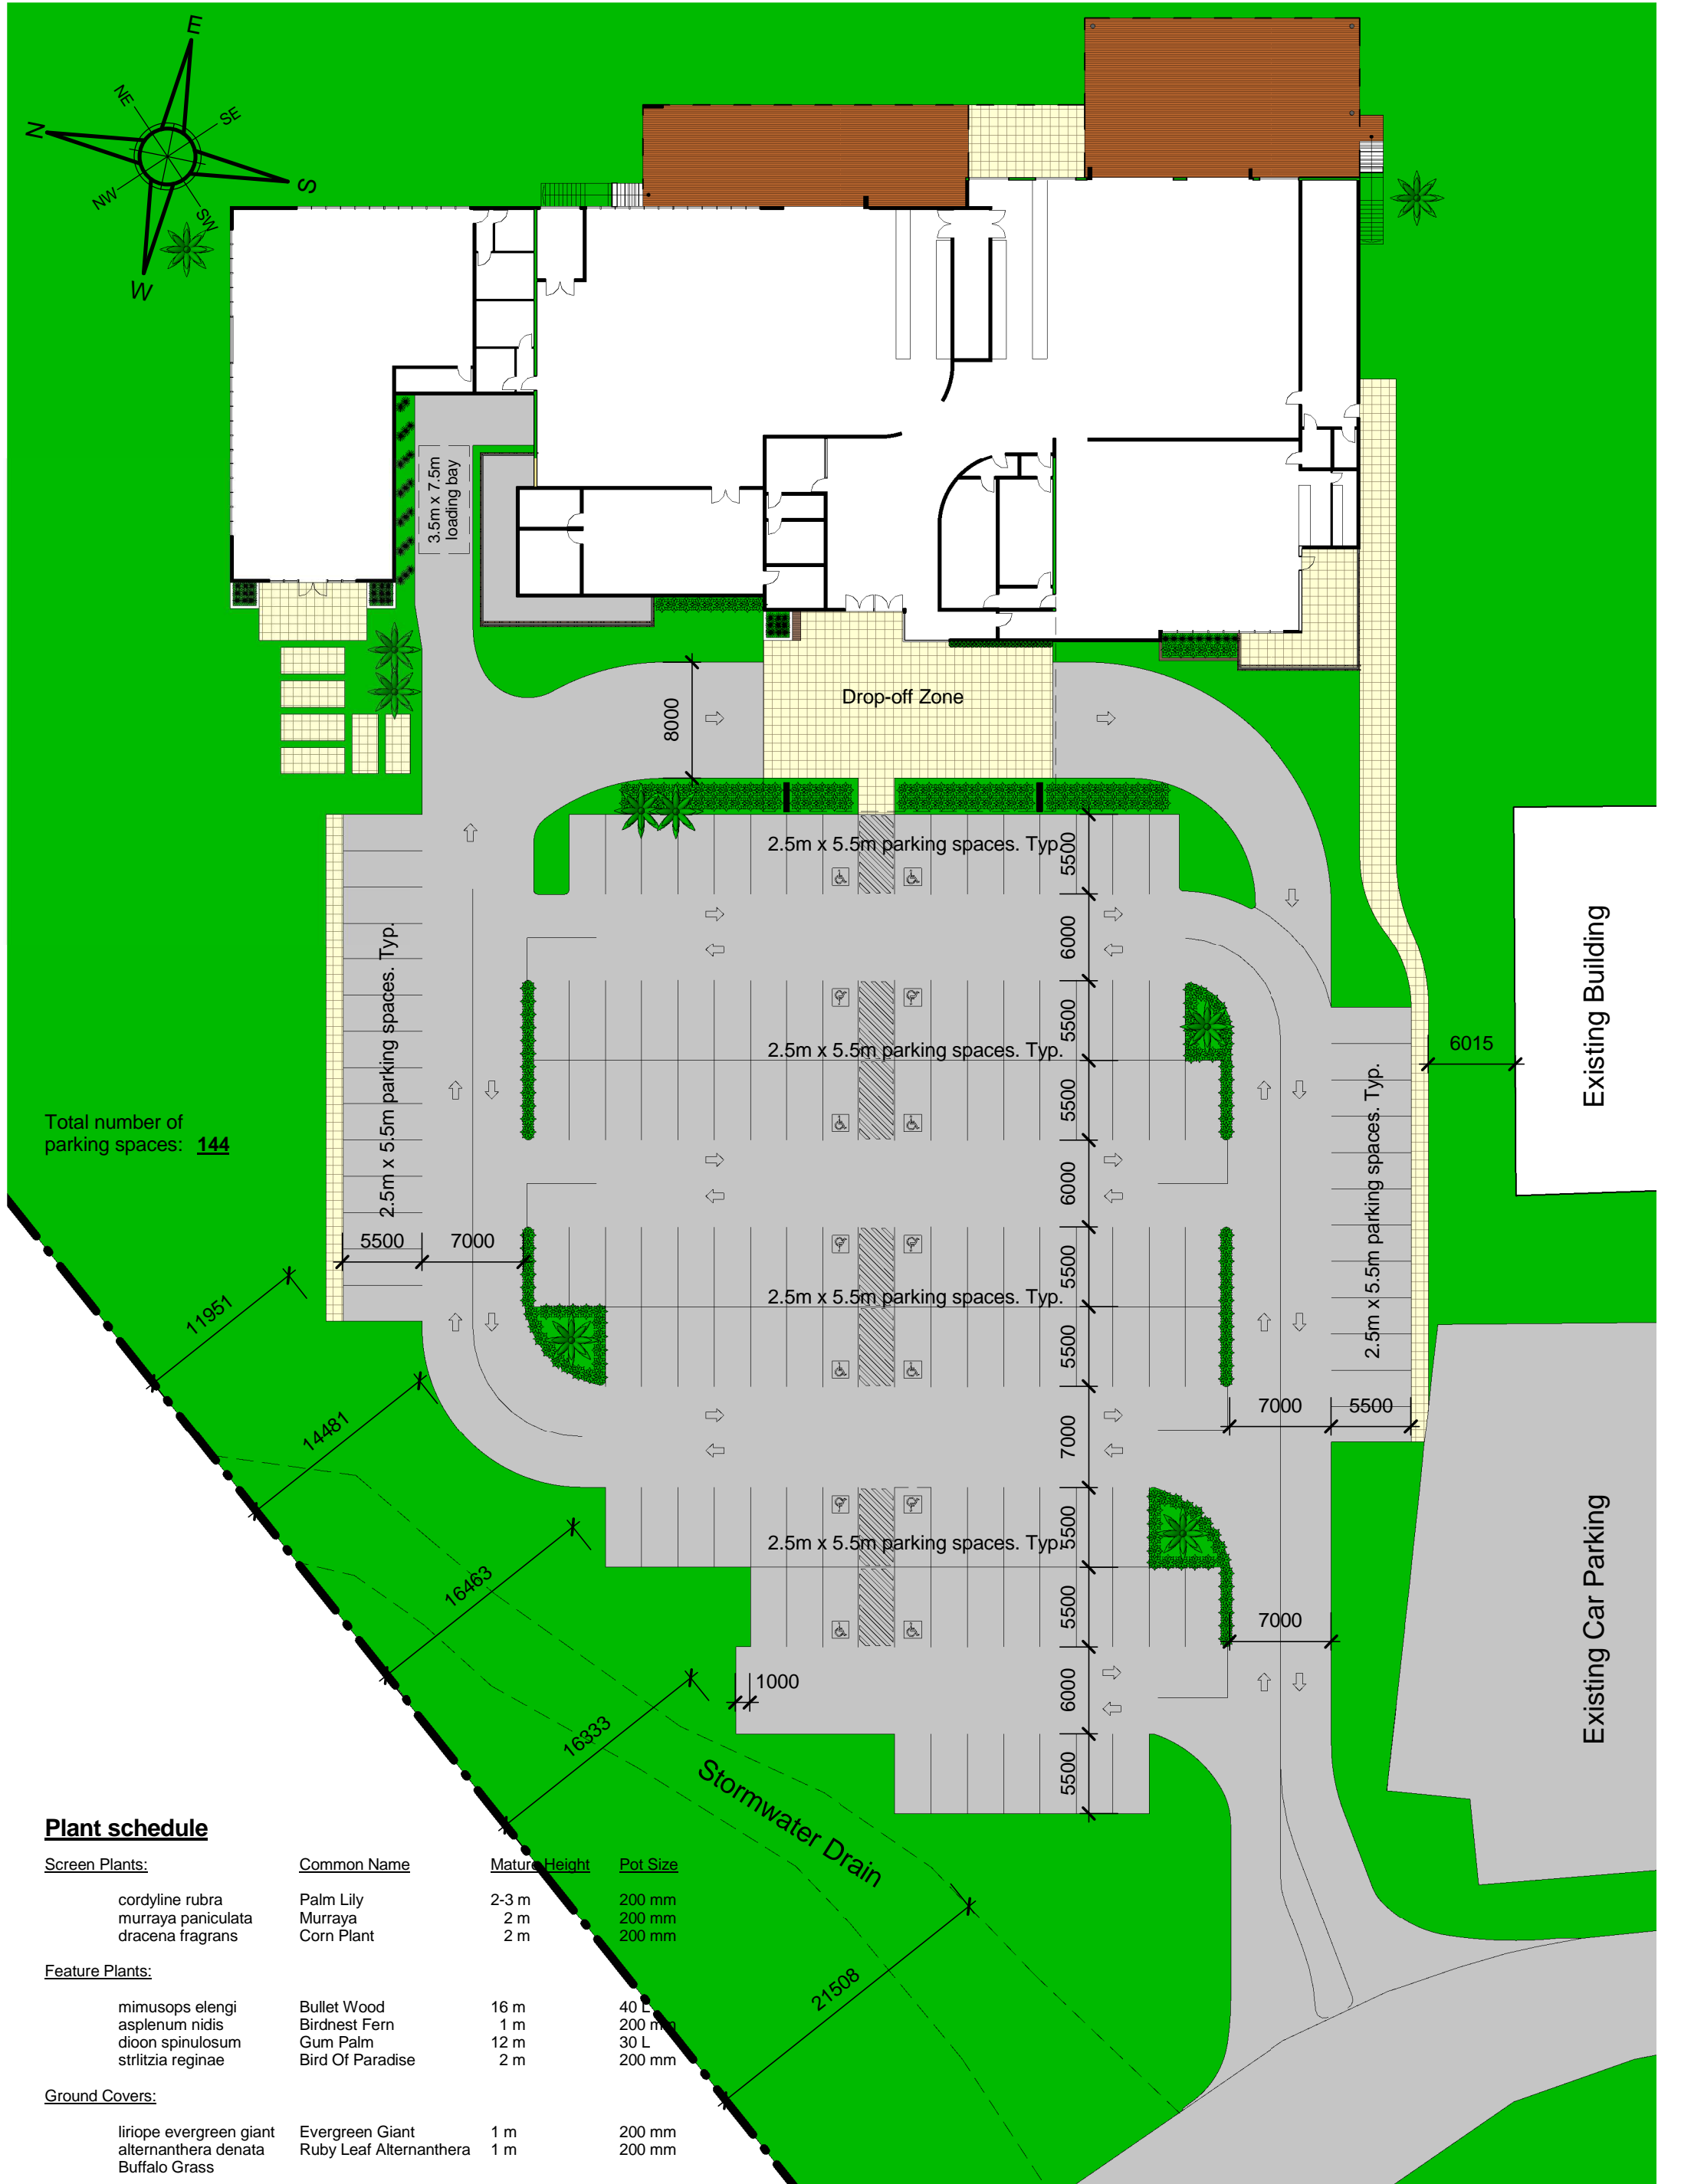 E
NE
SE
N
S
NW
SW
W
3.5m x 7.5m
loading bay
Drop-off Zone
8000
2.5m x 5.5m parking spaces. Typ.
5500
6000
2.5m x 5.5m parking spaces. Typ.
5500
2.5m x 5.5m parking spaces. Typ.
5500
6015
Existing Building
Total number of
parking spaces: 144
6000
2.5m x 5.5m parking spaces. Typ.
5500
7000
5500
2.5m x 5.5m parking spaces. Typ.
5500
11951
14481
7000
7000
5500
5500
2.5m x 5.5m parking spaces. Typ.
Existing Car Parking
16463
5500
7000
1000
6000
16333
5500
Stormwater Drain
21508
Plant schedule
Screen Plants: Common Name Mature Height Pot Size
cordyline rubra Palm Lily 2-3 m 200 mm
murraya paniculata Murraya 2 m 200 mm
dracena fragrans Corn Plant 2 m 200 mm
Feature Plants:
mimusops elengi Bullet Wood 16 m 40 L
asplenum nidis Birdnest Fern 1 m 200 mm
dioon spinulosum Gum Palm 12 m 30 L
strlitzia reginae Bird Of Paradise 2 m 200 mm
Ground Covers:
liriope evergreen giant Evergreen Giant 1 m 200 mm
alternanthera denata Ruby Leaf Alternanthera 1 m 200 mm
Buffalo Grass